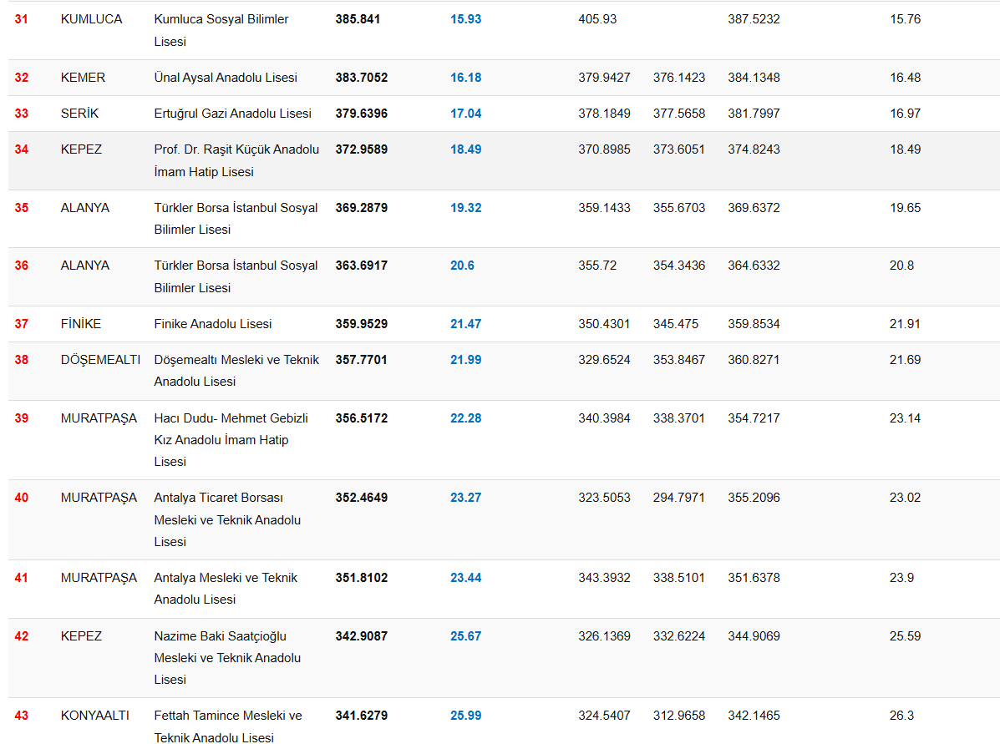 31 KUMLUCA Kumluca Sosyal Bilimler 385.841 15.93 405.93 387.5232 15.76
Lisesi
32 KEMER Ünal Aysal Anadolu Lisesi 383.7052 16.18 379.9427 376.1423 384.1348 16.48
33 SERİK Ertuğrul Gazi Anadolu Lisesi 379.6396 17.04 378.1849 377.5658 381.7997 16.97
34 KEPEZ Prof. Dr. Raşit Küçük Anadolu 372.9589 18.49 370.8985 373.6051 374.8243 18.49
İmam Hatip Lisesi
35 ALANYA Türkler Borsa İstanbul Sosyal 369.2879 19.32 359.1433 355.6703 369.6372 19.65
Bilimler Lisesi
36 ALANYA Türkler Borsa İstanbul Sosyal 363.6917 20.6 355.72 354.3436 364.6332 20.8
Bilimler Lisesi
37 FİNİKE Finike Anadolu Lisesi 359.9529 21.47 350.4301 345.475 359.8534 21.91
38 DÖŞEMEALTI Döşemealtı Mesleki ve Teknik 357.7701 21.99 329.6524 353.8467 360.8271 21.69
Anadolu Lisesi
39 MURATPAŞA Hacı Dudu- Mehmet Gebizli 356.5172 22.28 340.3984 338.3701 354.7217 23.14
Kız Anadolu İmam Hatip
Lisesi
40 MURATPAŞA Antalya Ticaret Borsası 352.4649 23.27 323.5053 294.7971 355.2096 23.02
Mesleki ve Teknik Anadolu
Lisesi
41 MURATPAŞA Antalya Mesleki ve Teknik 351.8102 23.44 343.3932 338.5101 351.6378 23.9
Anadolu Lisesi
42 KEPEZ Nazime Baki Saatçioğlu 342.9087 25.67 326.1369 332.6224 344.9069 25.59
Mesleki ve Teknik Anadolu
Lisesi
43 KONYAALTI Fettah Tamince Mesleki ve 341.6279 25.99 324.5407 312.9658 342.1465 26.3
Teknik Anadolu Lisesi